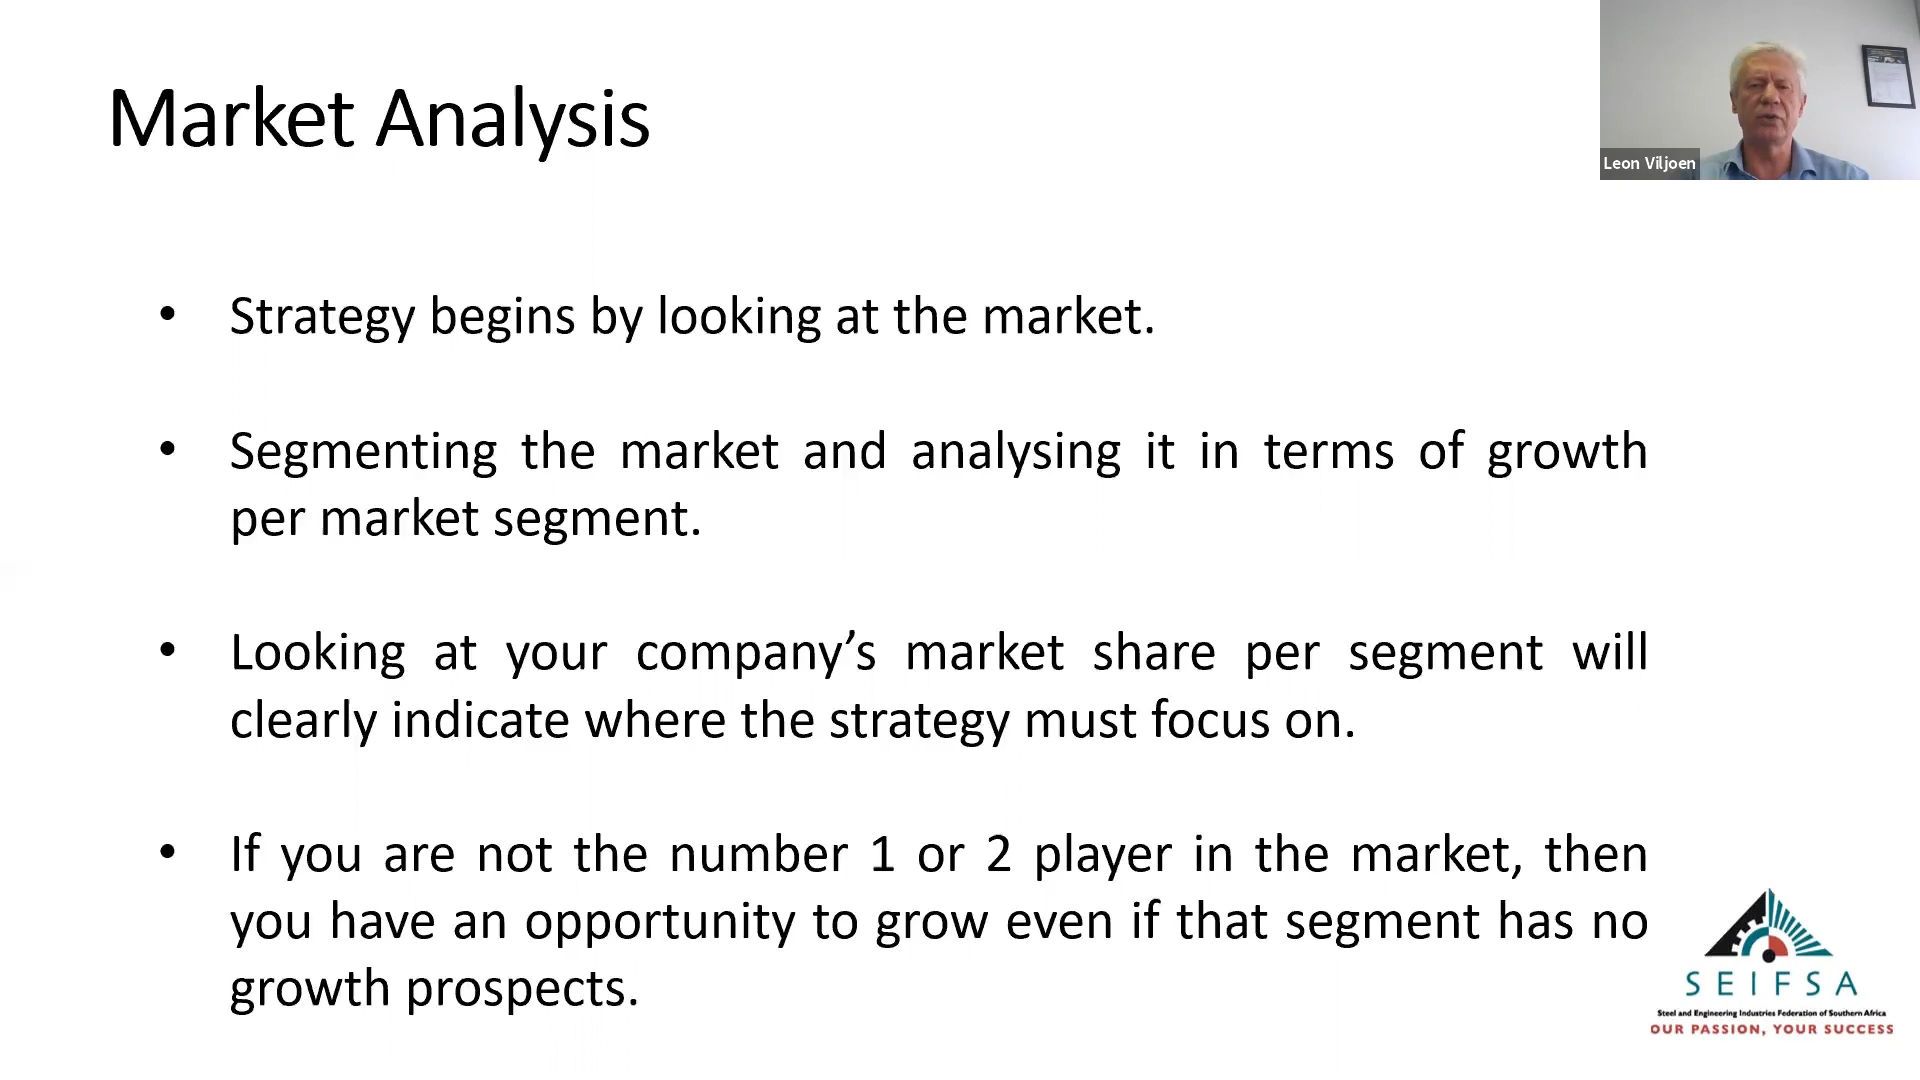 Market Analysis
Leon Viljoen
• Strategy begins by looking at the market.
• Segmenting the market and analysing it in terms of growth
per market segment.
• Looking at your company’s market share per segment will
clearly indicate where the strategy must focus on.
• If you are not the number 1 or 2 player in the market, then
you have an opportunity to grow even if that segment has no
growth prospects.
SEIFSA
Steel and Engineering Industries Federation of Southern Africa
OUR PASSION, YOUR SUCCESS